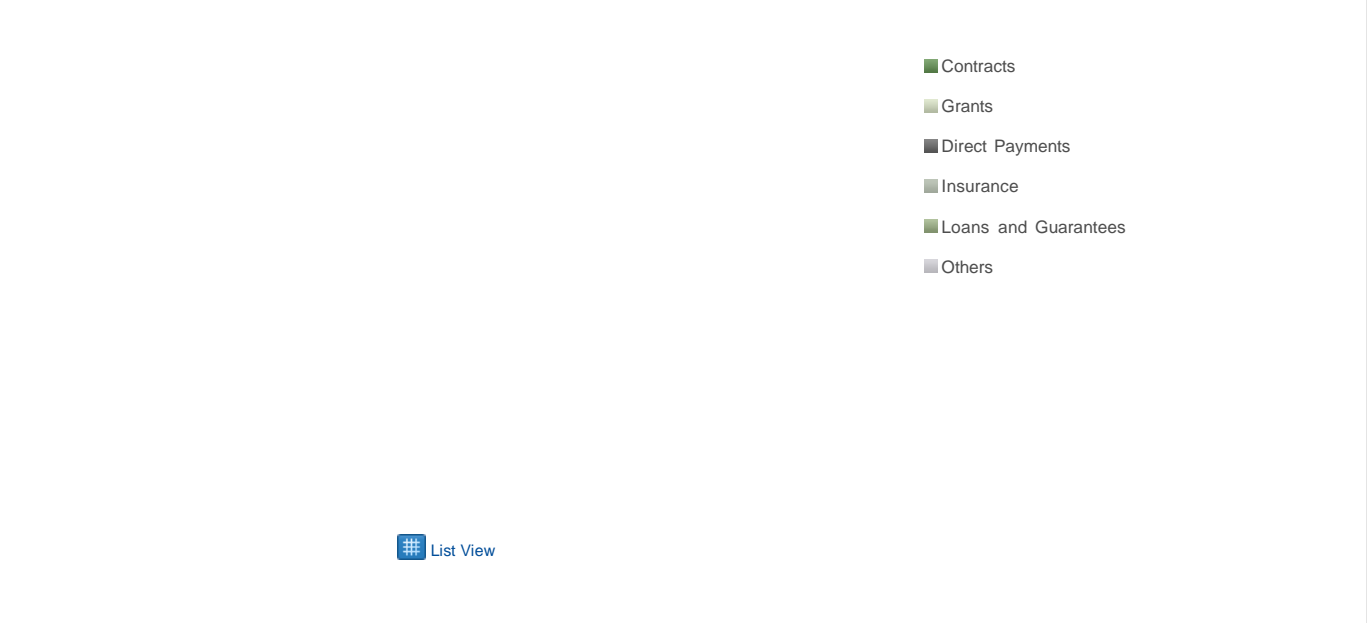 Contracts
Grants
Direct Payments
Insurance
Loans and Guarantees
Others
List View